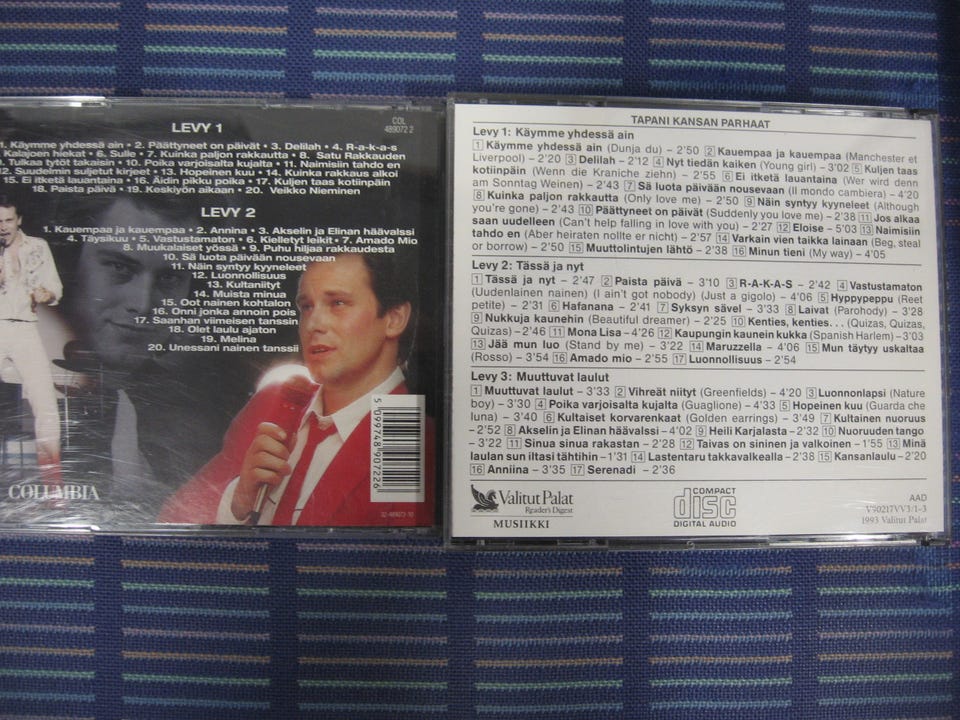 COL
489072 2
LEVY 1
1. Käymme yhdessä ain • 2. Päättyneet on päivät • 3. Delilah • 4. R-a-k-a-s
Kalajoen hiekat • 6. Sulle • 7. Kuinka paljon rakkautta • 8. Satu Rakkauden
9. Tulkaa tytöt takaisin • 10. Poika varjoisalta kujalta • 11. Naimisiin tahdo en
12. Suudelmin suljetut kirjeet • 13. Hopeinen kuu • 14. Kuinka rakkaus alkoi
15. Ei itketä lauantaina • 16. Äidin pikku poika • 17. Kuljen taas kotiinpäin
18. Paista päivä • 19. Keskiyön aikaan • 20. Veikko Nieminen
LEVY 2
1. Kauempaa ja kauempaa • 2. Annina • 3. Akselin ja Elinan häävalssi
4. Täysikuu • 5. Vastustamaton • 6. Kielletyt leikit • 7. Amado Mio
8. Muukalaiset yössä • 9. Puhu hiljaa rakkaudesta
10. Sä luota päivään nousevaan
11. Näin syntyy kyyneleet
12. Luonnollisuus
13. Kultaniityt
14. Muista minua
15. Oot nainen kohtalon
16. Onni jonka annoin pois
17. Saanhan viimeisen tanssin
18. Olet laulu ajaton
19. Melina
20. Unessani nainen tanssii
COLUMBIA
5 099748 907226
32-489072-10
TAPANI KANSAN PARHAAT
Levy 1: Käymme yhdessä ain
1 Käymme yhdessä ain (Dunja du) – 2'50 2 Kauempaa ja kauempaa (Manchester et
Liverpool) – 2'20 3 Delilah – 2'12 4 Nyt tiedän kaiken (Young girl) – 3'02 5 Kuljen taas
kotiinpäin (Wenn die Kraniche ziehn) – 2'55 6 Ei itketä lauantaina (Wer wird denn
am Sonntag Weinen) – 2'43 7 Sä luota päivään nousevaan (Il mondo cambiera) – 4'20
8 Kuinka paljon rakkautta (Only love me) – 2'50 9 Näin syntyy kyyneleet (Although
you're gone) – 2'43 10 Päättyneet on päivät (Suddenly you love me) – 2'38 11 Jos alkaa
saan uudelleen (Can't help falling in love with you) – 2'27 12 Eloise – 5'03 13 Naimisiin
tahdo en (Aber heiraten nollte er nicht) – 2'57 14 Varkain vien taikka lainaan (Beg, steal
or borrow) – 2'50 15 Muuttolintujen lähtö – 2'38 16 Minun tieni (My way) – 4'05
Levy 2: Tässä ja nyt
1 Tässä ja nyt – 2'47 2 Paista päivä – 3'10 3 R-A-K-A-S – 2'42 4 Vastustamaton
(Uudenlainen nainen) (I ain't got nobody) (Just a gigolo) – 4'06 5 Hyppyeppu (Reet
petite) – 2'31 6 Hafanana – 2'41 7 Syksyn sävel – 3'33 8 Laivat (Parohody) – 3'28
9 Nukkuja kaunehin (Beautiful dreamer) – 2'25 10 Kenties, kenties... (Quizas, Quizas,
Quizas) – 2'46 11 Mona Lisa – 4'26 12 Kaupungin kaunein kukka (Spanish Harlem) – 3'03
13 Jää mun luo (Stand by me) – 3'22 14 Maruzzella – 4'06 15 Mun täytyy uskaltaa
(Rosso) – 3'54 16 Amado mio – 2'55 17 Luonnollisuus – 2'54
Levy 3: Muuttuvat laulut
1 Muuttuvat laulut – 3'33 2 Vihreät niityt (Greenfields) – 4'20 3 Luonnonlapsi (Nature
boy) – 3'30 4 Poika varjoisalta kujalta (Guaglione) – 4'33 5 Hopeinen kuu (Guarda che
luna) – 3'40 6 Kultaiset korvarenkaat (Golden earrings) – 3'49 7 Kultainen nuoruus
– 2'52 8 Akselin ja Elinan häävalssi – 4'02 9 Heili Karjalasta – 2'32 10 Nuoruuden tango
– 3'22 11 Sinua sinua rakastan – 2'28 12 Taivas on sininen ja valkoinen – 1'55 13 Minä
laulan sun iltasi tähtihin – 1'31 14 Lastentaru takkavalkealla – 2'38 15 Kansanlaulu – 2'20
16 Anniina – 3'35 17 Serenadi – 2'36
Valitut Palat
Reader's Digest
MUSIIKKI
COMPACT
disc
DIGITAL AUDIO
AAD
V90217VV3/1-3
1993 Valitut Palat